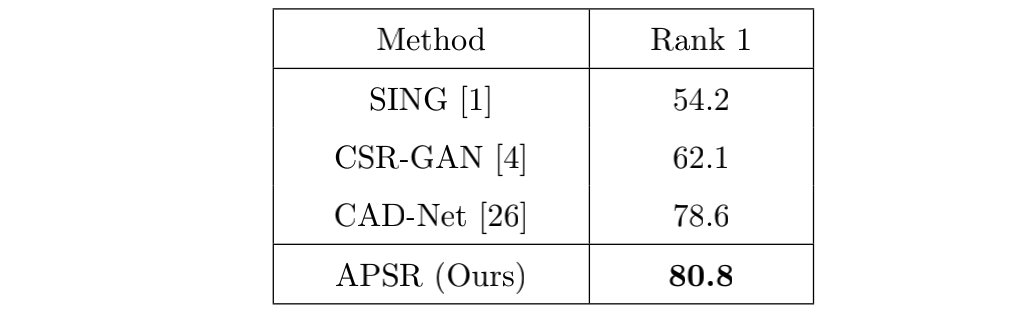 Method Rank 1
SING [1] 54.2
CSR-GAN [4] 62.1
CAD-Net [26] 78.6
APSR (Ours) 80.8